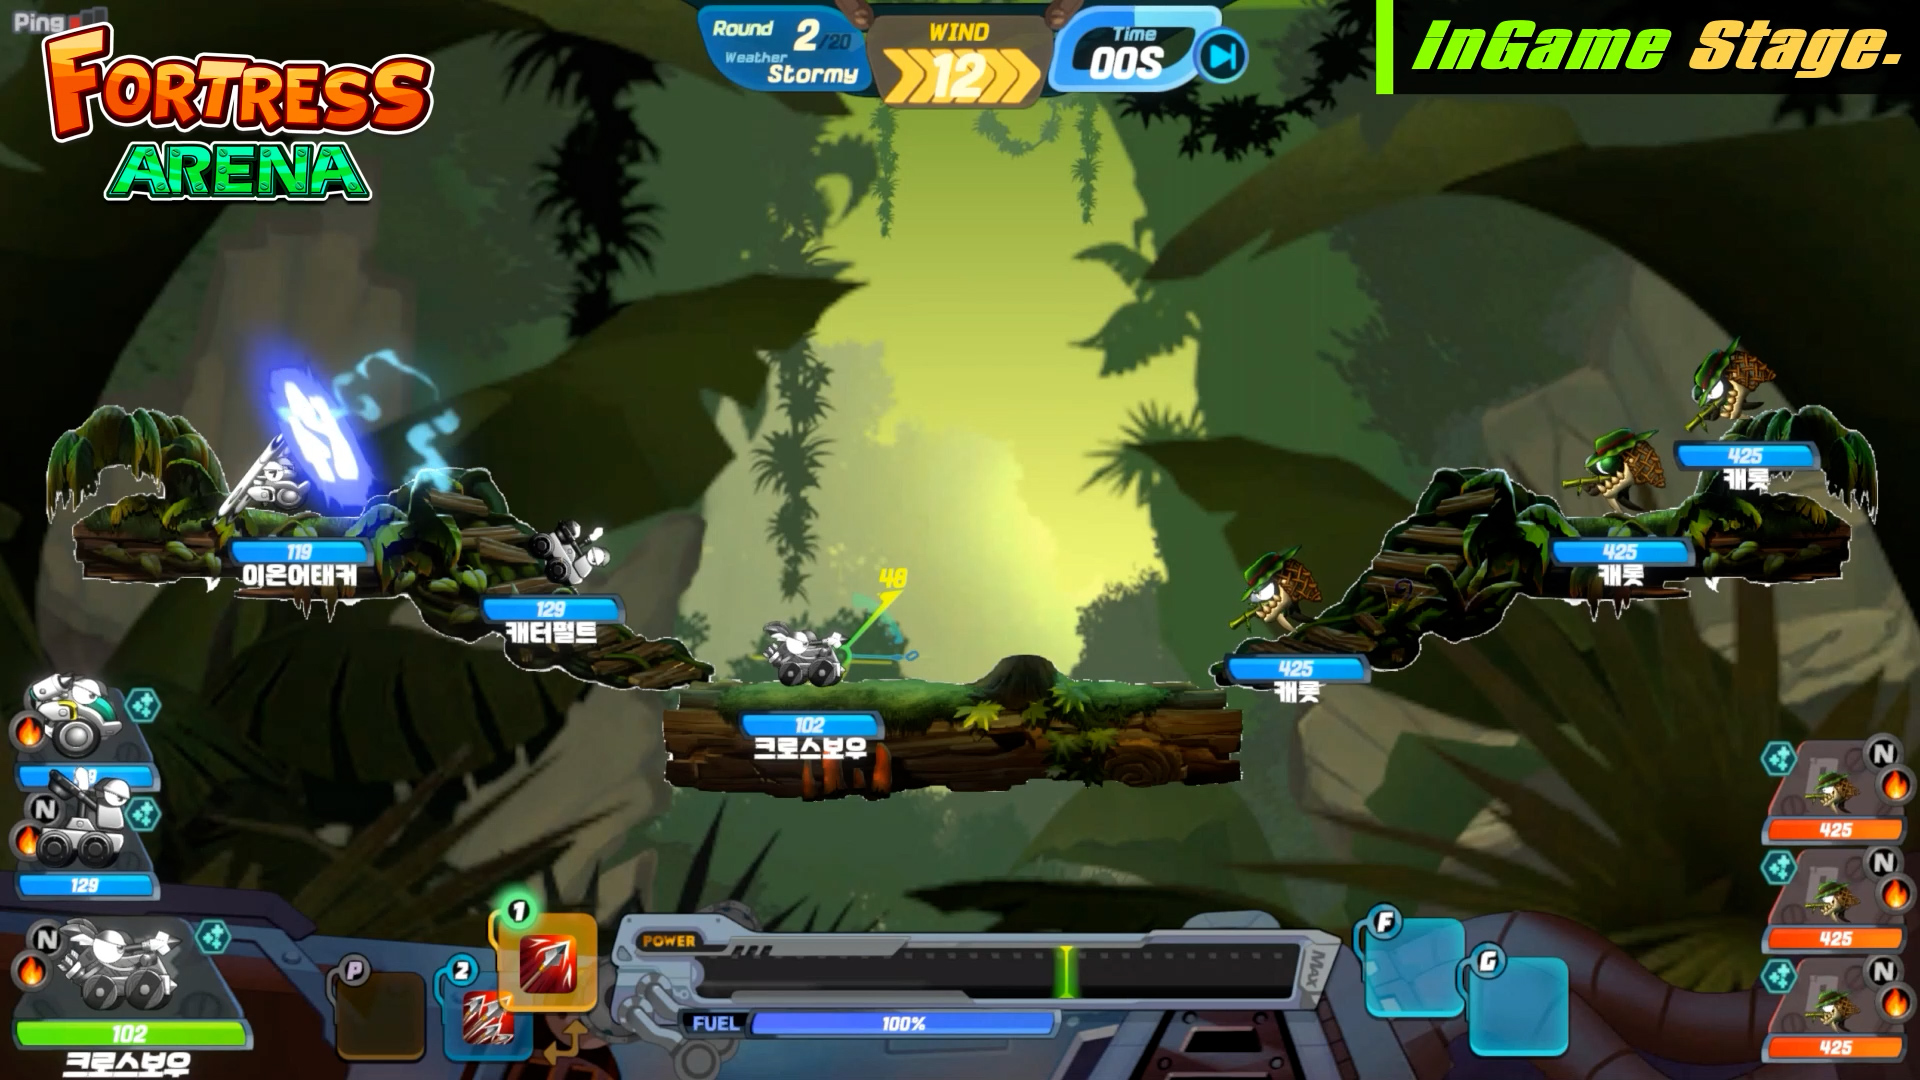 Ping
FORTRESS
ARENA
Round 2/20
Weather
Stormy
WIND
12
Time
00S
InGame Stage.
425
캐롯
425
캐롯
119
이온어태커
129
캐터펄트
48
425
캐롯
102
크로스보우
N
129
N
102
크로스보우
P
2
1
POWER
MAX
FUEL
100%
F
G
N
425
N
425
N
425